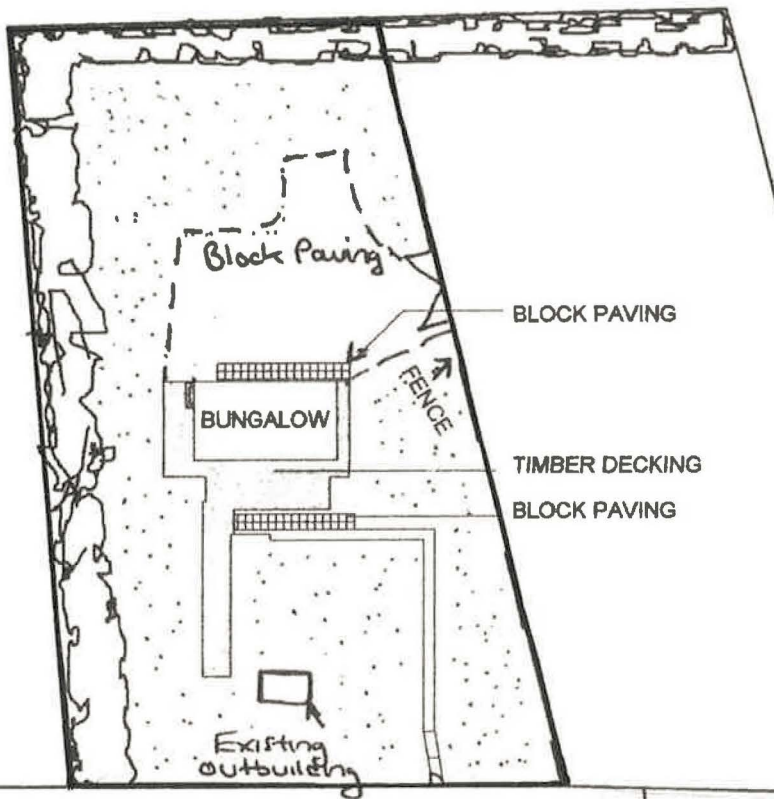 Block Paving
BLOCK PAVING
FENCE
BUNGALOW
TIMBER DECKING
BLOCK PAVING
Existing
outbuilding